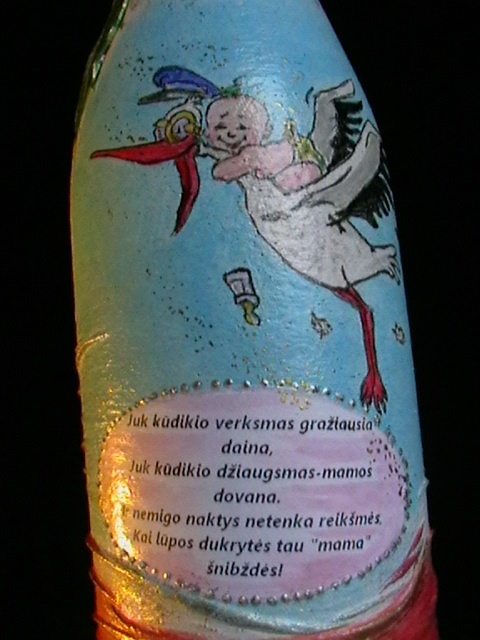 Juk kūdikio verksmas gražiausia
daina,
Juk kūdikio džiaugsmas-mamos
dovana.
nemigo naktys netenka reikšmės,
Kai lūpos dukrytės tau "mama"
šnibždės!